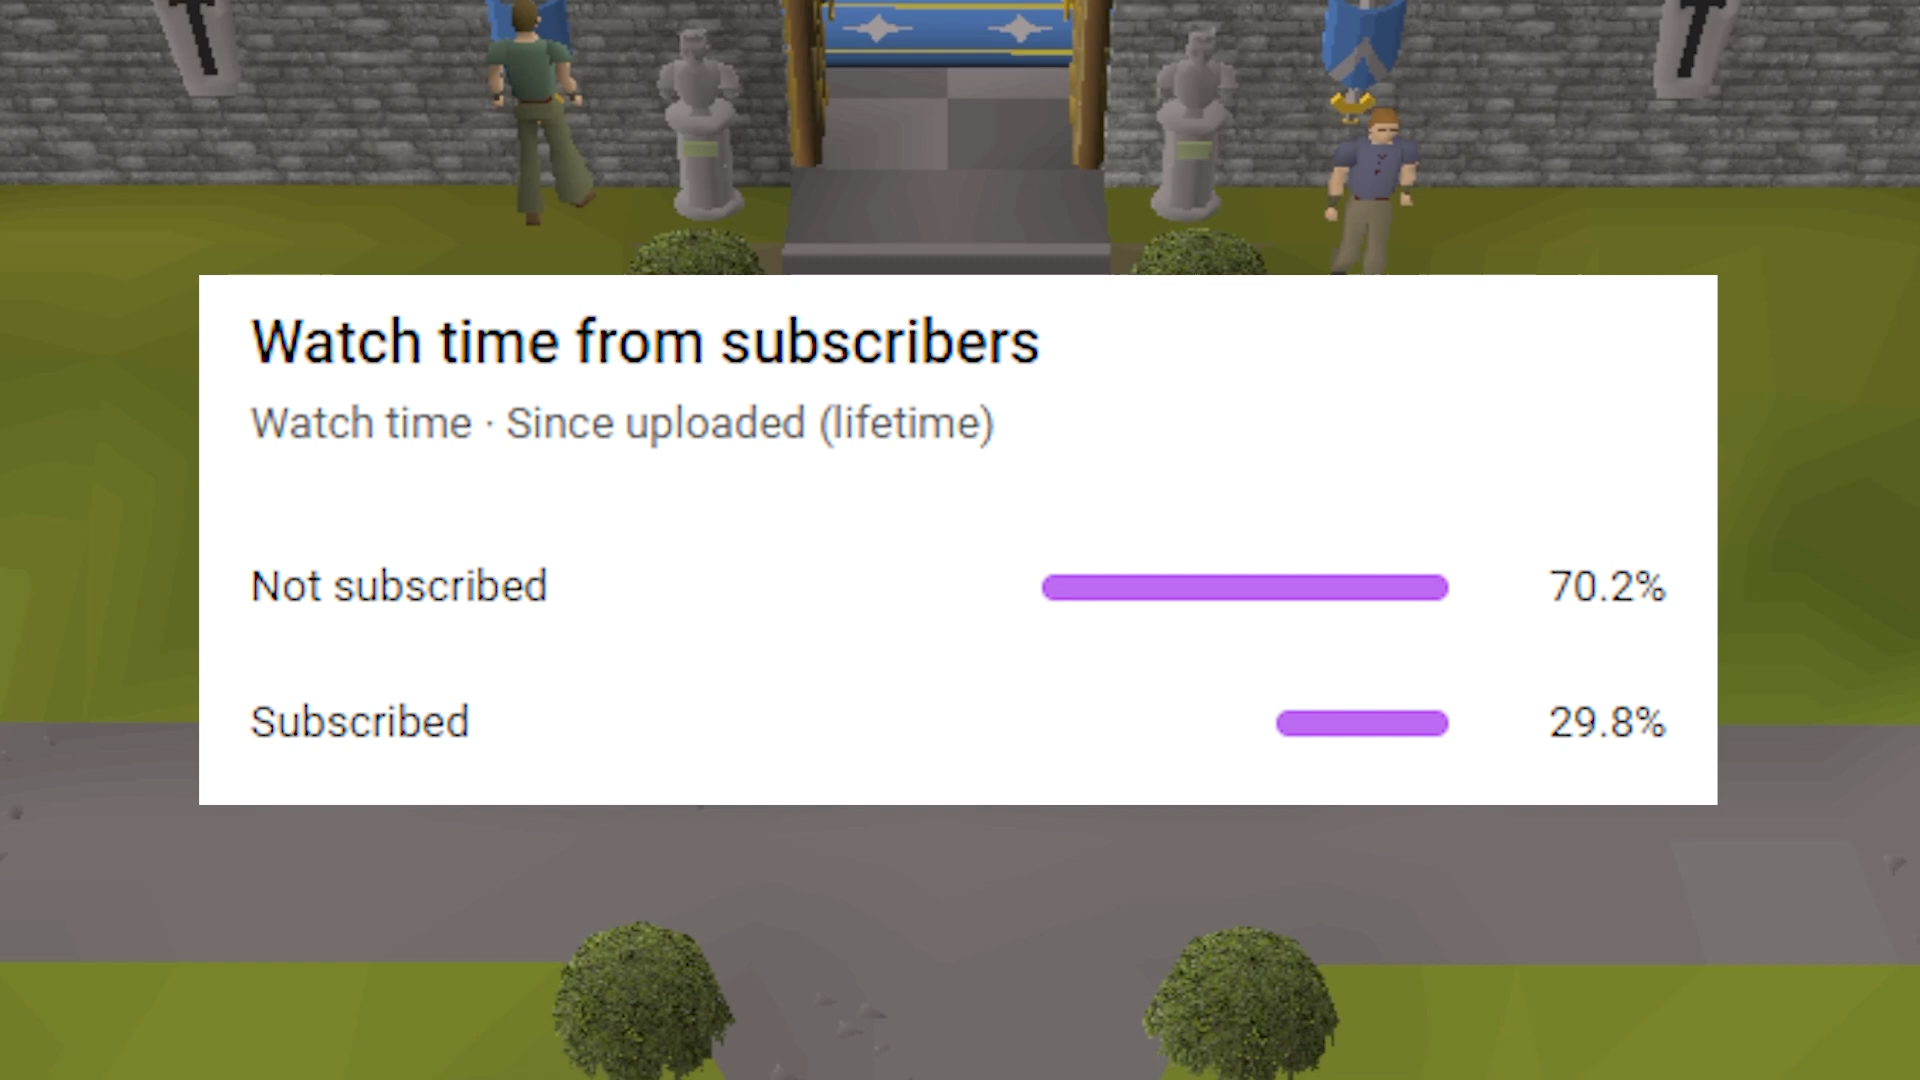 Watch time from subscribers
Watch time · Since uploaded (lifetime)
Not subscribed 70.2%
Subscribed 29.8%